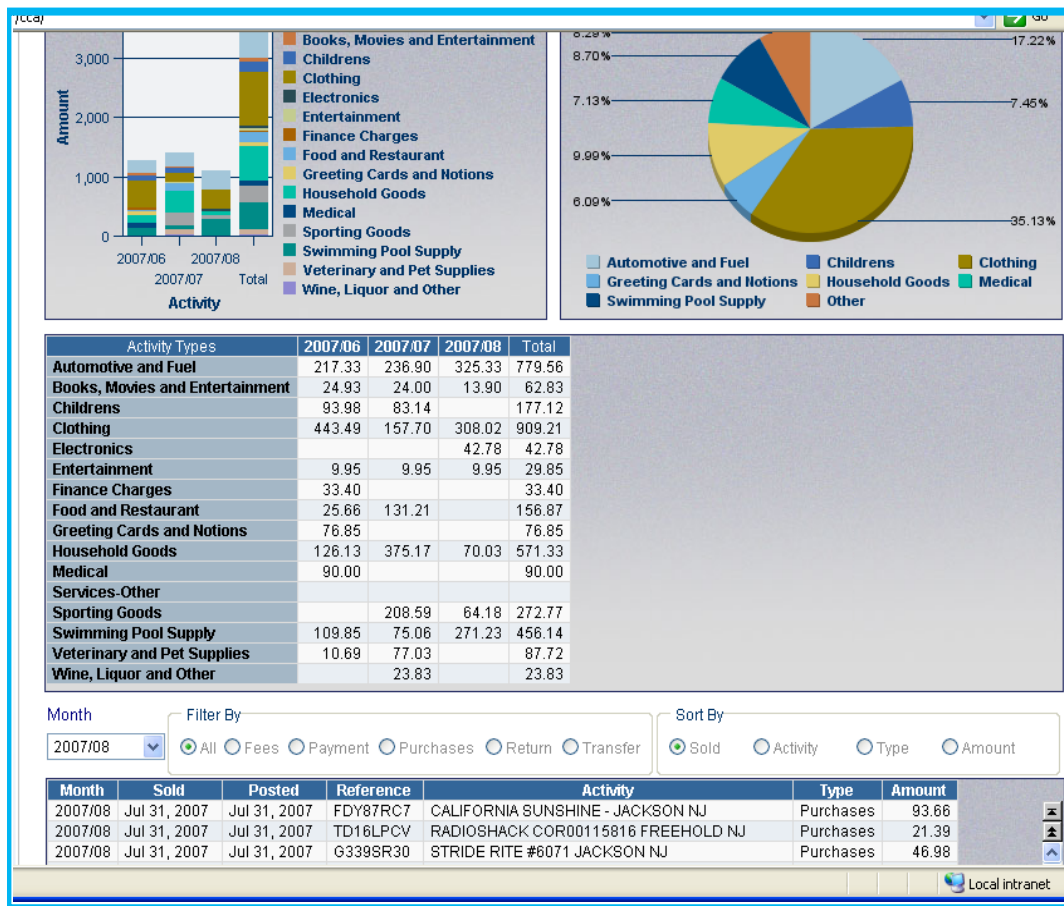 /cca/ Go
Books, Movies and Entertainment
Childrens
Clothing
Electronics
Entertainment
Finance Charges
Food and Restaurant
Greeting Cards and Notions
Household Goods
Medical
Sporting Goods
Swimming Pool Supply
Veterinary and Pet Supplies
Wine, Liquor and Other
Amount
3,000
2,000
1,000
0
2007/06 2007/08
2007/07 Total
Activity
8.29%
8.70%
7.13%
9.99%
6.09%
17.22%
7.45%
35.13%
Automotive and Fuel Childrens Clothing
Greeting Cards and Notions Household Goods Medical
Swimming Pool Supply Other
Activity Types 2007/06 2007/07 2007/08 Total
Automotive and Fuel 217.33 236.90 325.33 779.56
Books, Movies and Entertainment 24.93 24.00 13.90 62.83
Childrens 93.98 83.14 177.12
Clothing 443.49 157.70 308.02 909.21
Electronics 42.78 42.78
Entertainment 9.95 9.95 9.95 29.85
Finance Charges 33.40 33.40
Food and Restaurant 25.66 131.21 156.87
Greeting Cards and Notions 76.85 76.85
Household Goods 126.13 375.17 70.03 571.33
Medical 90.00 90.00
Services-Other
Sporting Goods 208.59 64.18 272.77
Swimming Pool Supply 109.85 75.06 271.23 456.14
Veterinary and Pet Supplies 10.69 77.03 87.72
Wine, Liquor and Other 23.83 23.83
Month Filter By Sort By
2007/08 All Fees Payment Purchases Return Transfer Sold Activity Type Amount
Month Sold Posted Reference Activity Type Amount
2007/08 Jul 31, 2007 Jul 31, 2007 FDY87RC7 CALIFORNIA SUNSHINE - JACKSON NJ Purchases 93.66
2007/08 Jul 31, 2007 Jul 31, 2007 TD16LPCV RADIOSHACK COR00115816 FREEHOLD NJ Purchases 21.39
2007/08 Jul 31, 2007 Jul 31, 2007 G339SR30 STRIDE RITE #6071 JACKSON NJ Purchases 46.98
Local intranet